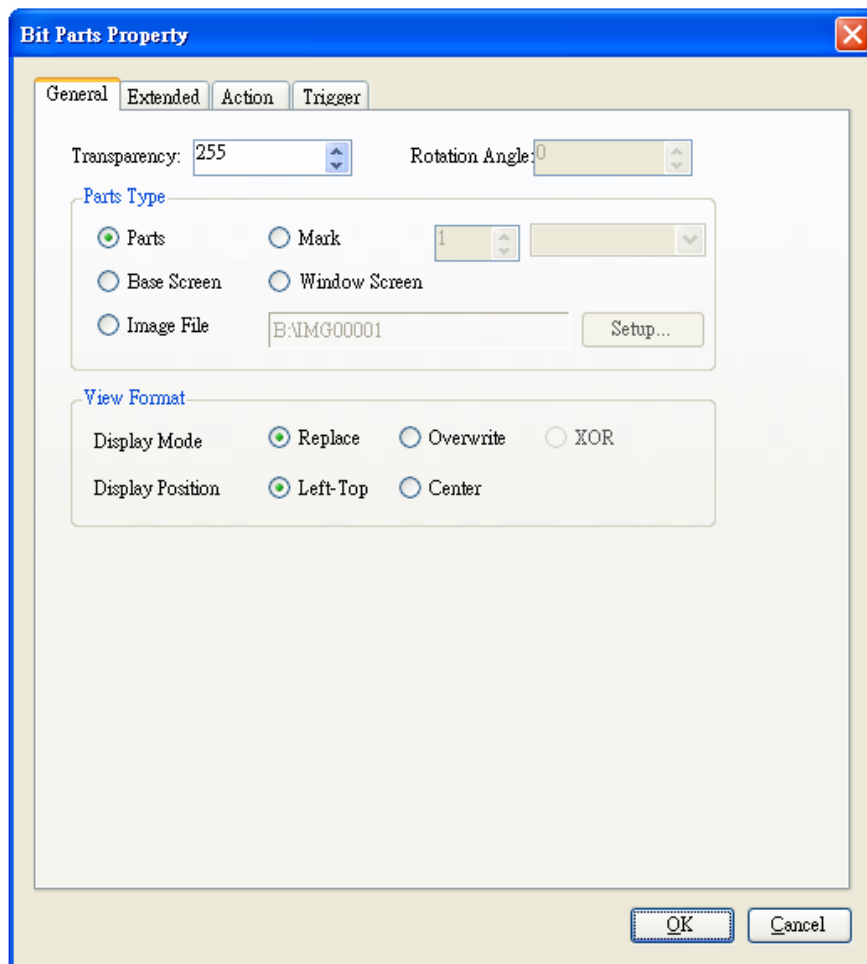 Bit Parts Property
General Extended Action Trigger
Transparency: 255 Rotation Angle: 0
Parts Type
Parts Mark 1
Base Screen Window Screen
Image File B:\IMG00001 Setup...
View Format
Display Mode Replace Overwrite XOR
Display Position Left-Top Center
OK Cancel